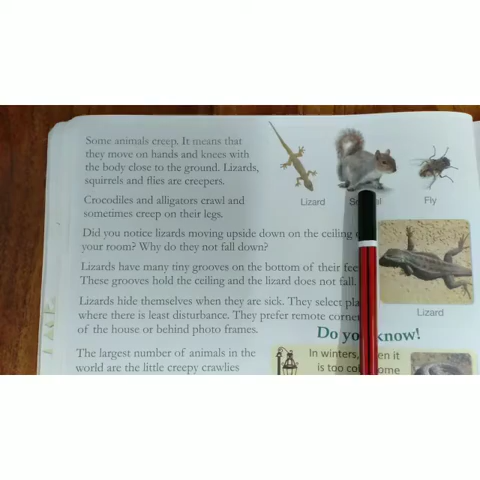 Some animals creep. It means that
they move on hands and knees with
the body close to the ground. Lizards,
squirrels and flies are creepers.
Lizard
Fly
Crocodiles and alligators crawl and
sometimes creep on their legs.
Did you notice lizards moving upside down on the ceiling
your room? Why do they not fall down?
Lizards have many tiny grooves on the bottom of their
These grooves hold the ceiling and the lizard does not fall.
Lizard
Lizards hide themselves when they are sick. They select
where there is least disturbance. They prefer remote
of the house or behind photo frames.
The largest number of animals in the
world are the little creepy crawlies
Do know!
In winters, it
is too